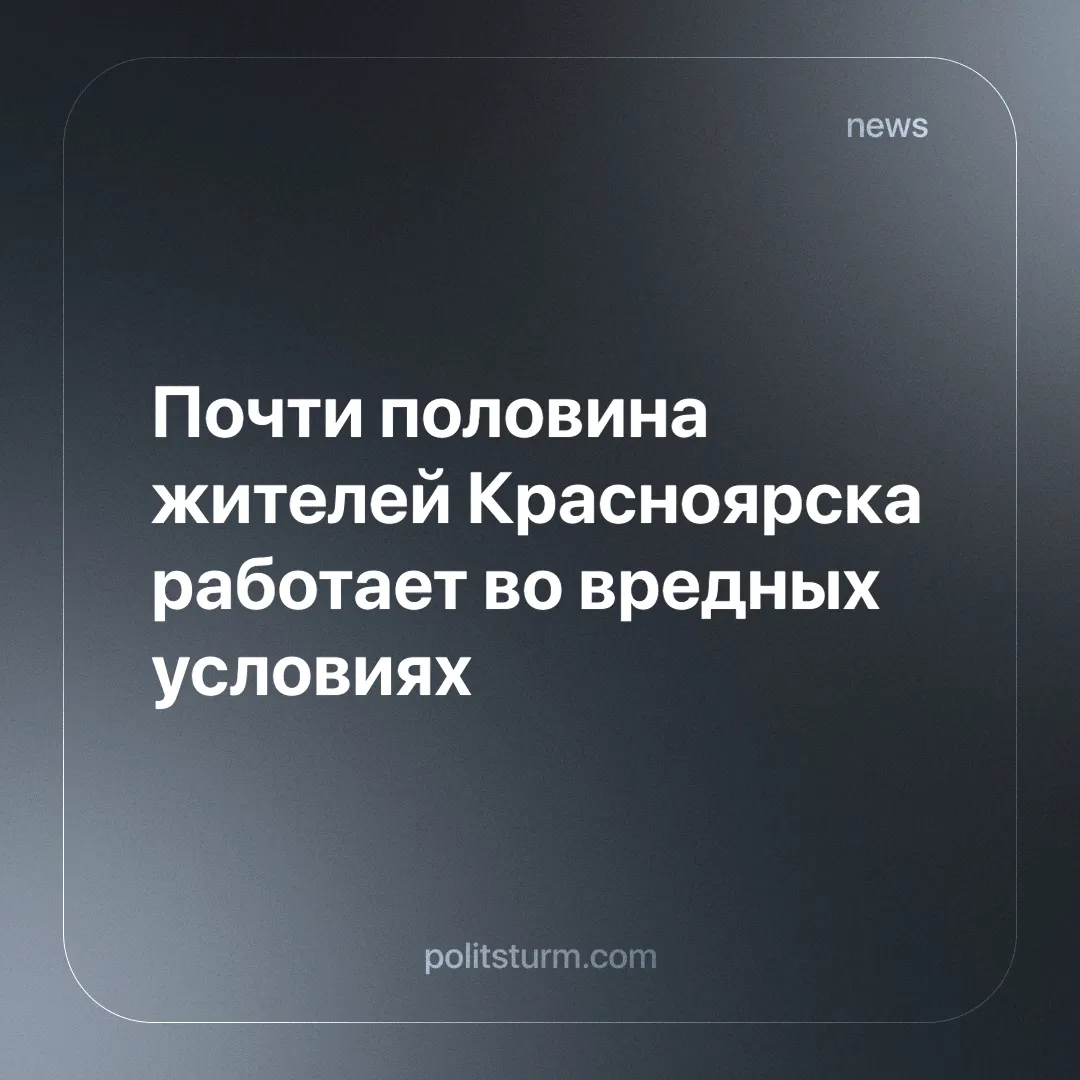 news
Почти половина
жителей Красноярска
работает во вредных
условиях
politsturm.com